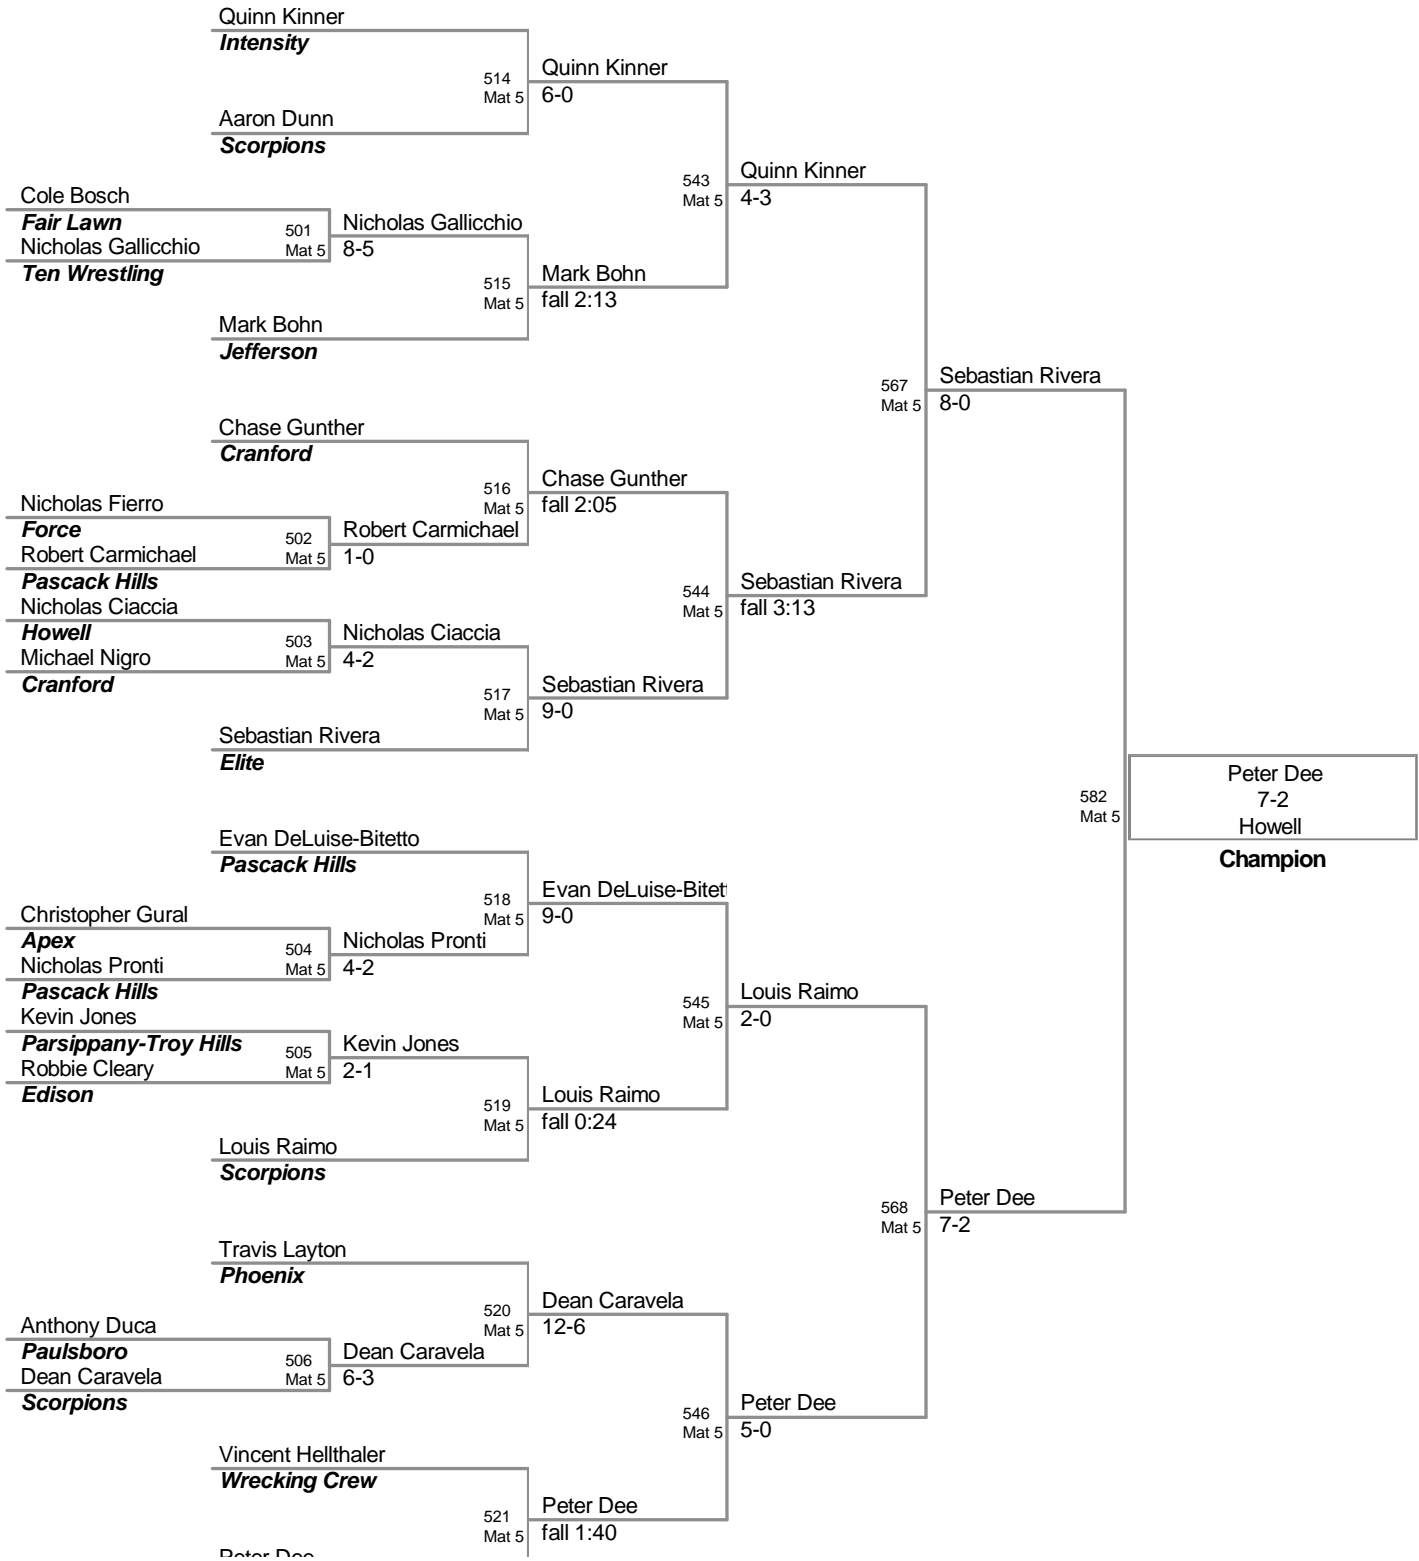 Quinn Kinner
Intensity
514
Mat 5
Quinn Kinner
6-0
Aaron Dunn
Scorpions
543
Mat 5
Quinn Kinner
4-3
Cole Bosch
Fair Lawn
501
Mat 5
Nicholas Gallicchio
8-5
Nicholas Gallicchio
Ten Wrestling
515
Mat 5
Mark Bohn
fall 2:13
Mark Bohn
Jefferson
567
Mat 5
Sebastian Rivera
8-0
Chase Gunther
Cranford
516
Mat 5
Chase Gunther
fall 2:05
Nicholas Fierro
Force
502
Mat 5
Robert Carmichael
1-0
Robert Carmichael
Pascack Hills
544
Mat 5
Sebastian Rivera
fall 3:13
Nicholas Ciaccia
Howell
503
Mat 5
Nicholas Ciaccia
4-2
Michael Nigro
Cranford
517
Mat 5
Sebastian Rivera
9-0
Sebastian Rivera
Elite
582
Mat 5
Peter Dee
7-2
Howell
Champion
Evan DeLuise-Bitetto
Pascack Hills
518
Mat 5
Evan DeLuise-Bitett
9-0
Christopher Gural
Apex
504
Mat 5
Nicholas Pronti
4-2
Nicholas Pronti
Pascack Hills
545
Mat 5
Louis Raimo
2-0
Kevin Jones
Parsippany-Troy Hills
505
Mat 5
Kevin Jones
2-1
Robbie Cleary
Edison
519
Mat 5
Louis Raimo
fall 0:24
Louis Raimo
Scorpions
568
Mat 5
Peter Dee
7-2
Travis Layton
Phoenix
520
Mat 5
Dean Caravela
12-6
Anthony Duca
Paulsboro
506
Mat 5
Dean Caravela
6-3
Dean Caravela
Scorpions
546
Mat 5
Peter Dee
5-0
Vincent Hellthaler
Wrecking Crew
521
Mat 5
Peter Dee
fall 1:40
Peter Dee